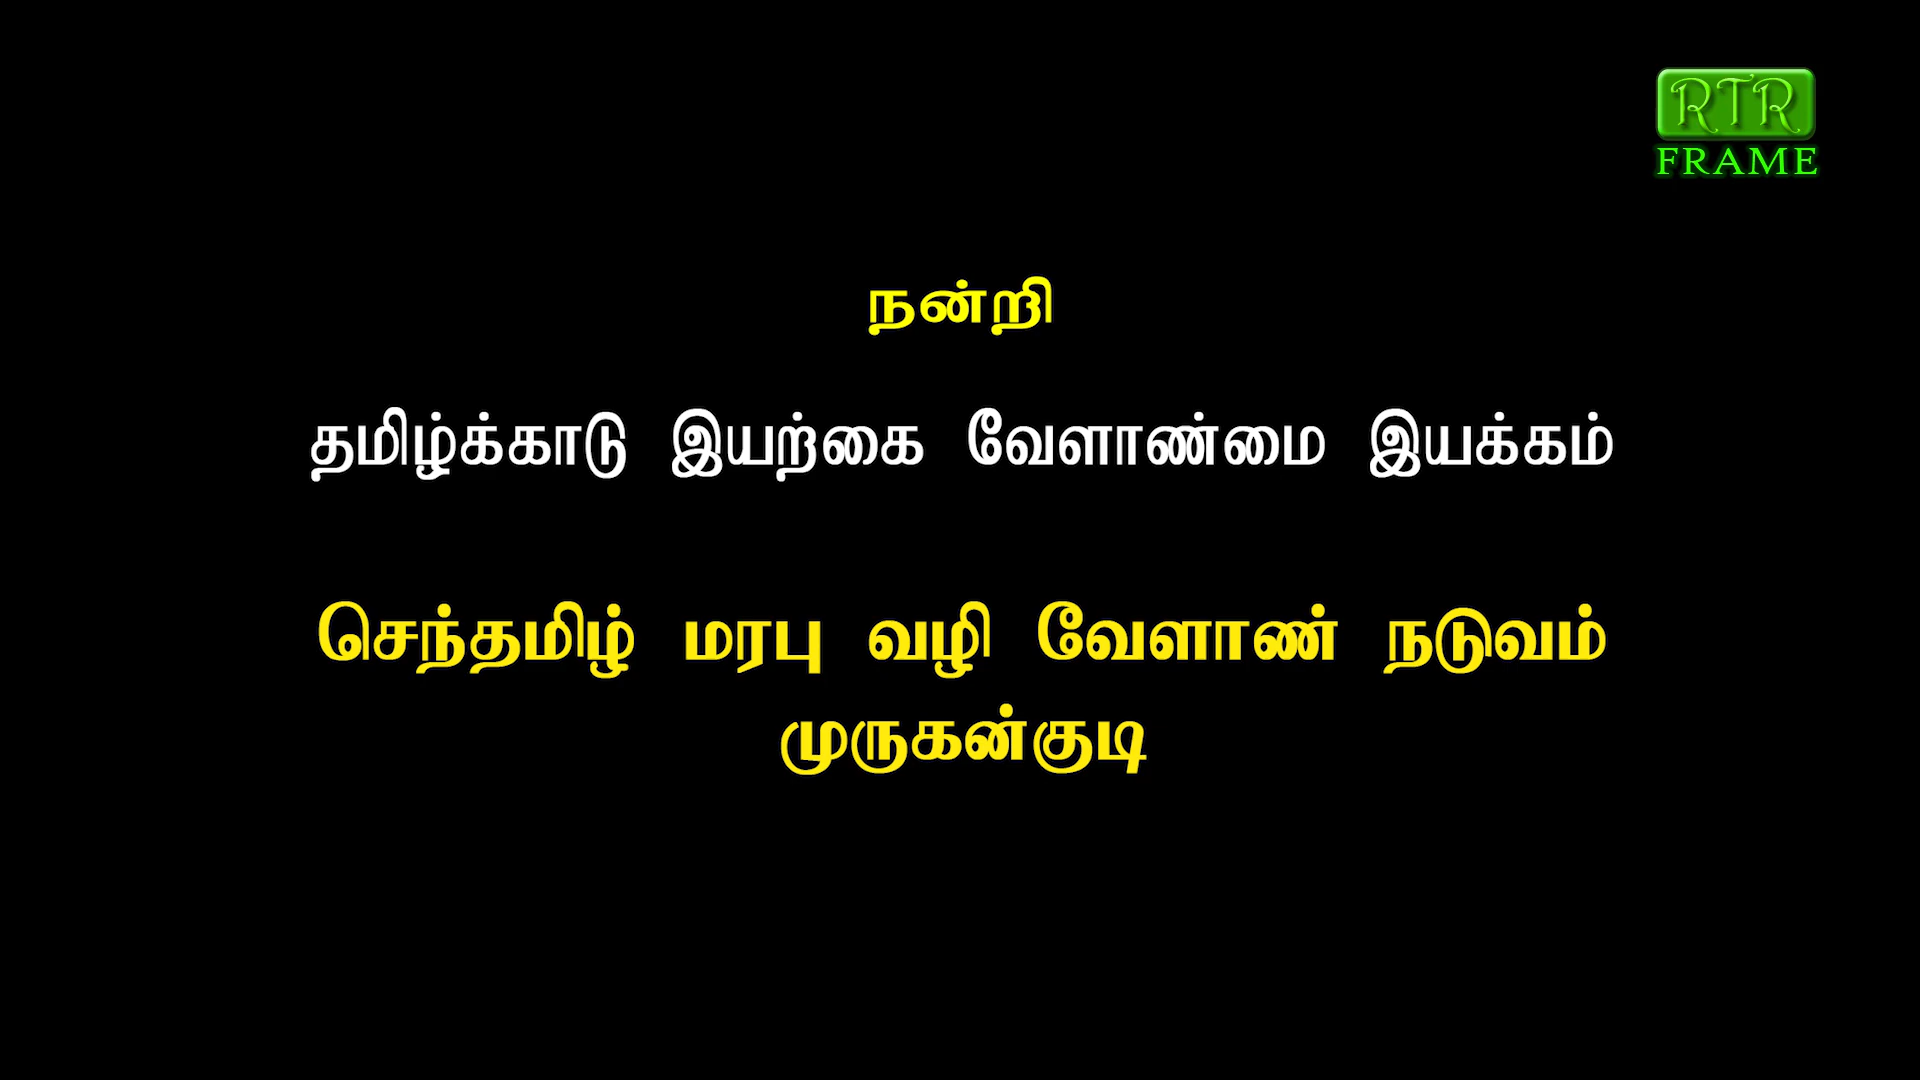 RTR
FRAME
நன்றி
தமிழ்க்காடு இயற்கை வேளாண்மை இயக்கம்
செந்தமிழ் மரபு வழி வேளாண் நடுவம்
முருகன்குடி